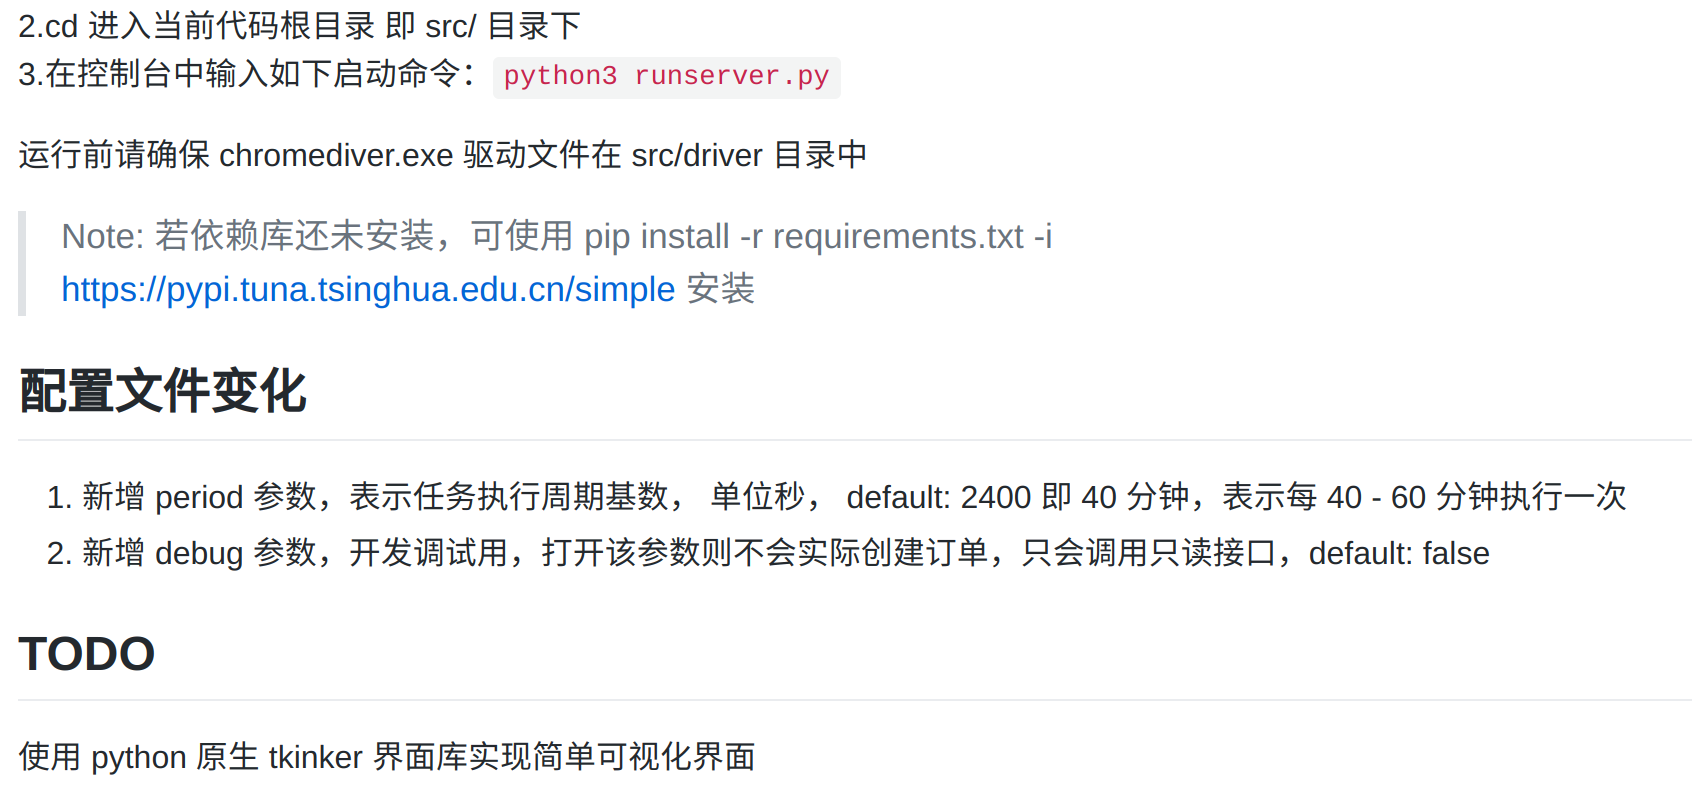 2.cd 进入当前代码根目录 即 src/ 目录下
3.在控制台中输入如下启动命令：python3 runserver.py
运行前请确保 chromediver.exe 驱动文件在 src/driver 目录中
Note: 若依赖库还未安装，可使用 pip install -r requirements.txt -i
https://pypi.tuna.tsinghua.edu.cn/simple 安装
配置文件变化
1. 新增 period 参数，表示任务执行周期基数， 单位秒， default: 2400 即 40 分钟，表示每 40 - 60 分钟执行一次
2. 新增 debug 参数，开发调试用，打开该参数则不会实际创建订单，只会调用只读接口，default: false
TODO
使用 python 原生 tkinker 界面库实现简单可视化界面